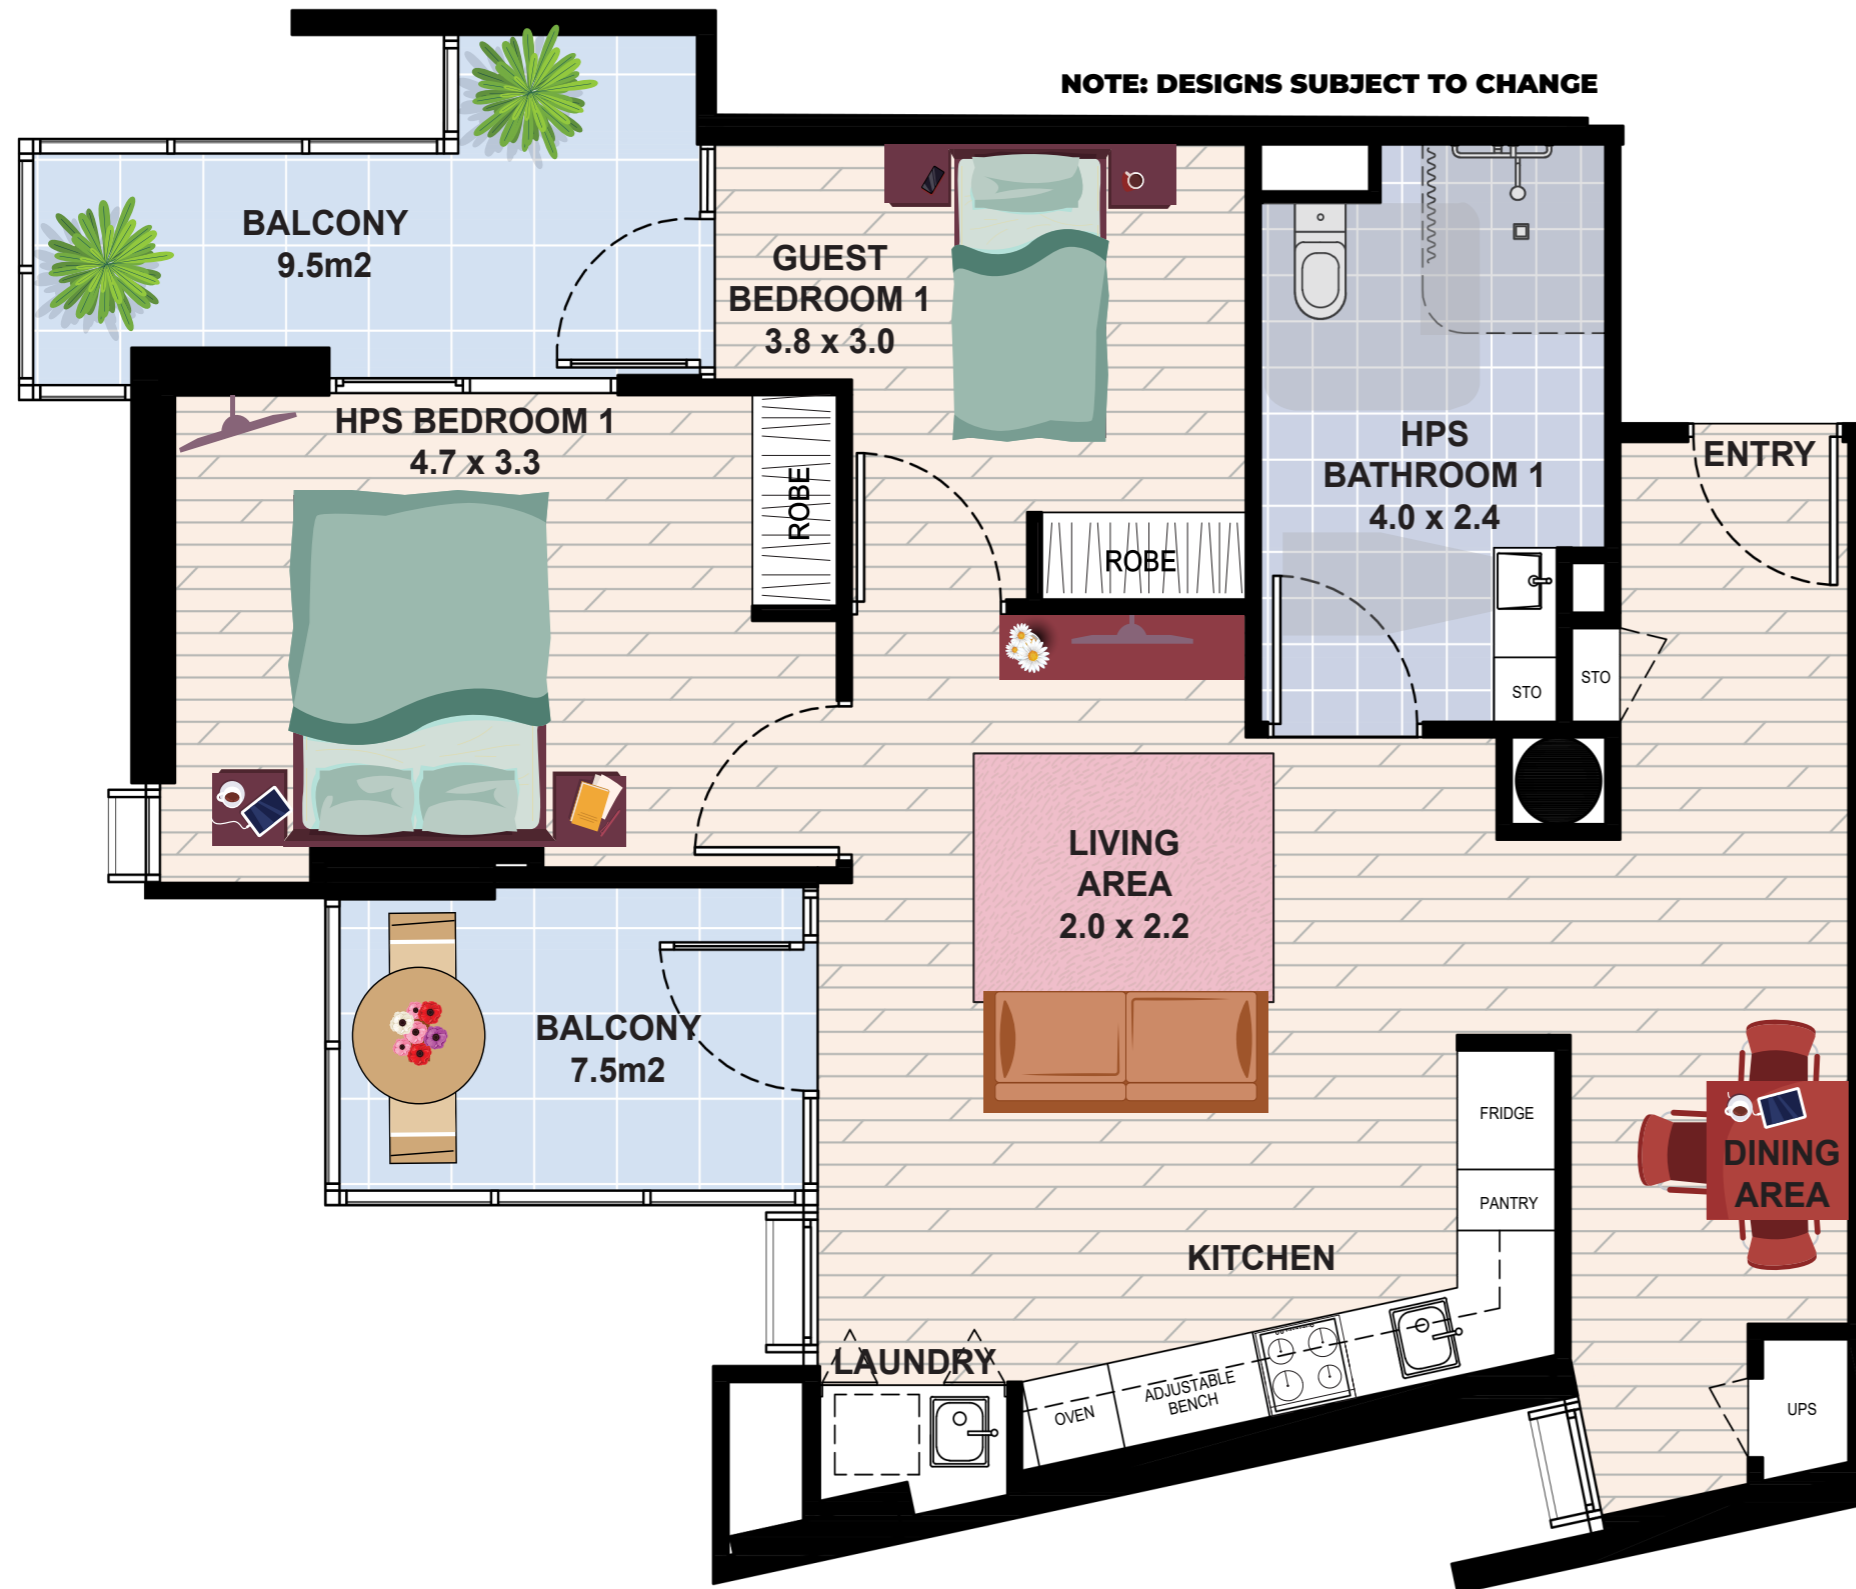 NOTE: DESIGNS SUBJECT TO CHANGE
BALCONY
9.5m2
GUEST
BEDROOM 1
3.8 x 3.0
HPS BEDROOM 1
4.7 x 3.3
ROBE
ROBE
HPS
BATHROOM 1
4.0 x 2.4
ENTRY
STO
STO
LIVING
AREA
2.0 x 2.2
BALCONY
7.5m2
FRIDGE
PANTRY
DINING
AREA
KITCHEN
LAUNDRY
OVEN
ADJUSTABLE
BENCH
UPS